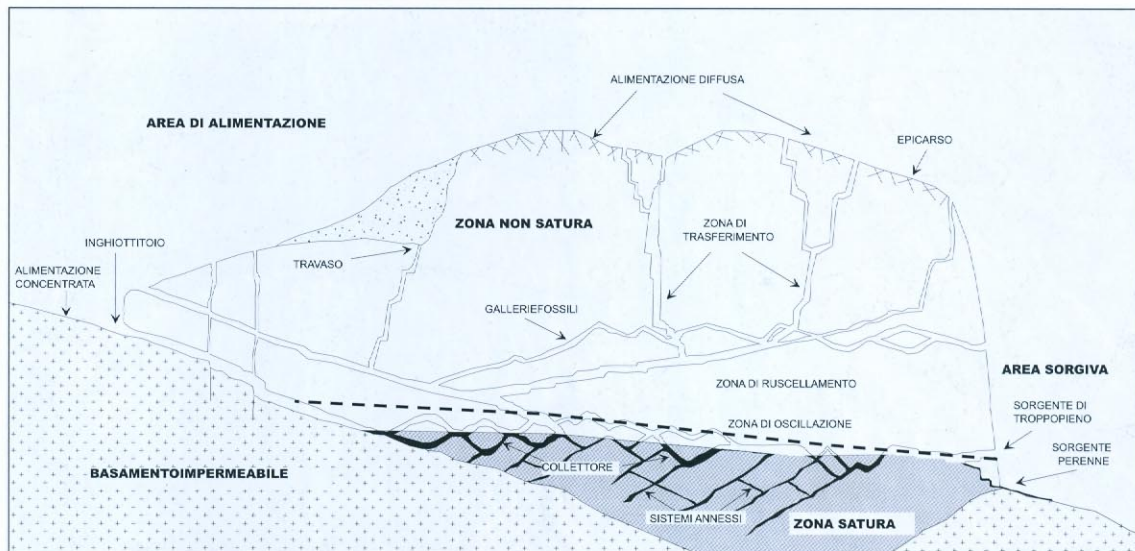 ALIMENTAZIONE DIFFUSA
AREA DI ALIMENTAZIONE
EPICARSO
ZONA NON SATURA
ZONA DI
TRASFERIMENTO
INGHIOTTITOIO
TRAVASO
ALIMENTAZIONE
CONCENTRATA
GALLERIEFOSSILI
AREA SORGIVA
ZONA DI RUSCELLAMENTO
SORGENTE DI
TROPPOPIENO
ZONA DI OSCILLAZIONE
SORGENTE
PERENNE
BASAMENTOIMPERMEABILE
COLLETTORE
SISTEMI ANNESSI
ZONA SATURA